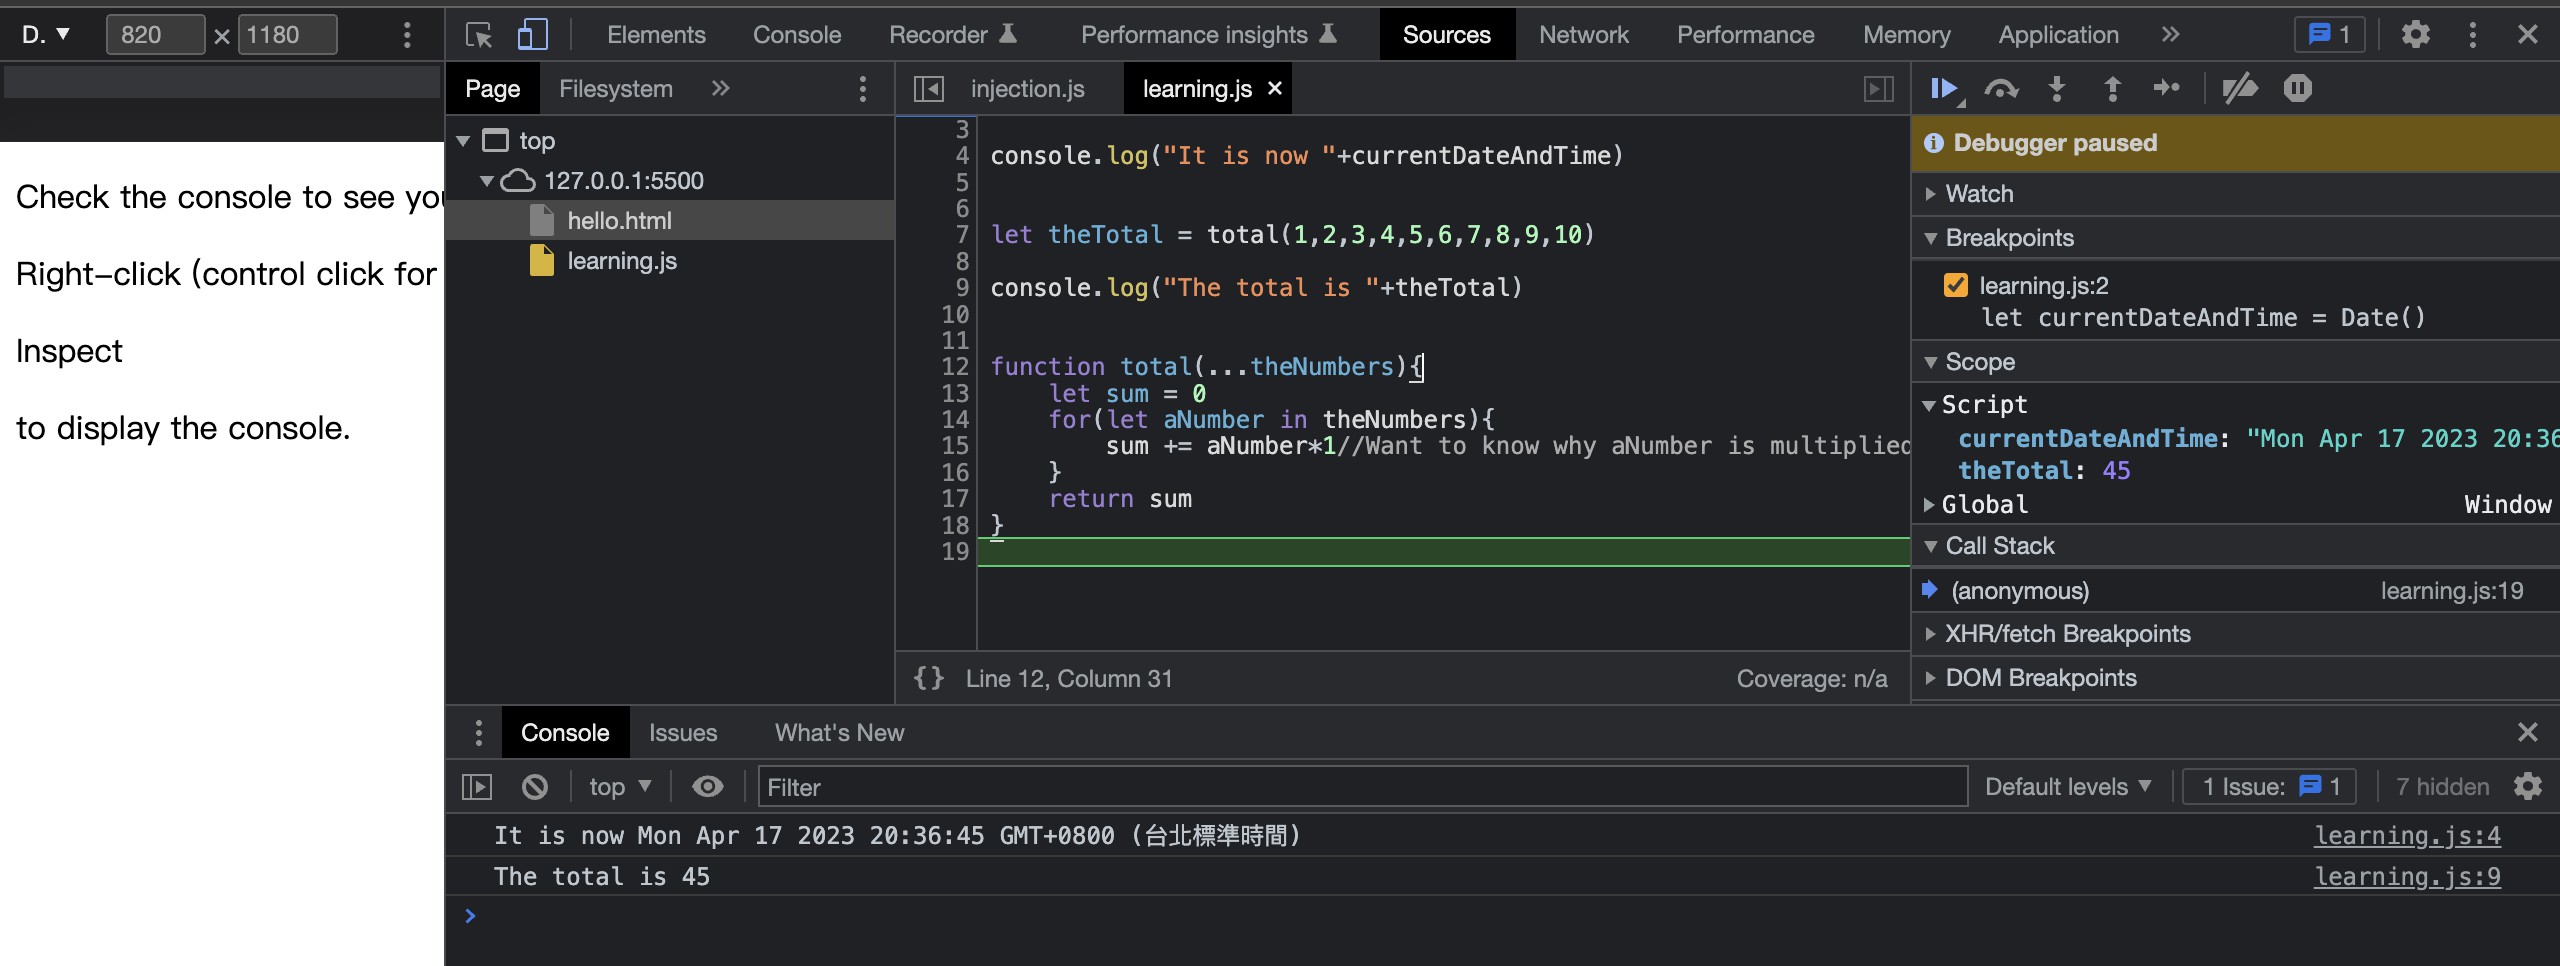 D. ▼ 820 × 1180
Elements Console Recorder Performance insights Sources Network Performance Memory Application » 1
Page Filesystem »
injection.js learning.js ×
top
127.0.0.1:5500
hello.html
learning.js
Check the console to see you
Right-click (control click for
Inspect
to display the console.
3
4 console.log("It is now "+currentDateAndTime)
5
6
7 let theTotal = total(1,2,3,4,5,6,7,8,9,10)
8
9 console.log("The total is "+theTotal)
10
11
12 function total(...theNumbers){
13 let sum = 0
14 for(let aNumber in theNumbers){
15 sum += aNumber*1//Want to know why aNumber is multiplied
16 }
17 return sum
18 }
19
{} Line 12, Column 31 Coverage: n/a
Debugger paused
Watch
Breakpoints
learning.js:2
let currentDateAndTime = Date()
Scope
Script
currentDateAndTime: "Mon Apr 17 2023 20:36
theTotal: 45
Global Window
Call Stack
(anonymous) learning.js:19
XHR/fetch Breakpoints
DOM Breakpoints
Console Issues What's New
top ▼ Filter Default levels ▼ 1 Issue: 1 7 hidden
It is now Mon Apr 17 2023 20:36:45 GMT+0800 (台北標準時間) learning.js:4
The total is 45 learning.js:9
>